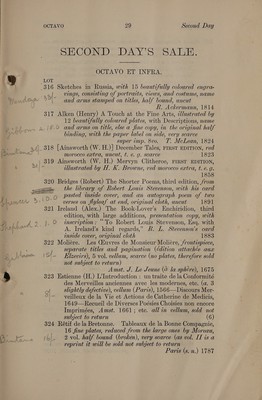 OCTAVO 29 Second Day
SECOND DAY'S SALE.
OCTAVO ET INFRA.
LOT
316 Sketches in Russia, with 15 beautifully coloured engra-
vings, consisting of portraits, views, and costume, name
and arms stamped on titles, half bound, uncut
R. Ackermann, 1814
317 Alken (Henry) A Touch at the Fine Arts, illustrated by
12 beautifully coloured plates, with Descriptions, name
and arms on title, else a fine copy, in the original half
binding, with the paper label on side, very scarce
super imp. 8vo. T. McLean, 1824
318 [Ainsworth (W. H.)] December Tales, FIRST EDITION, red
morocco extra, uncut, t. e. g. scarce 1823
319 Ainsworth (W. H.) Mervyn Clitheroe, FIRST EDITION,
illustrated by H. K. Browne, red morocco extra, t. e. g.
1858
320 Bridges (Robert) The Shorter Poems, third edition, from
the library of Robert Louis Stevenson, with his card
pasted inside cover, and an autograph poem of two
verses on flyleaf at end, original cloth, uncut 1891
321 Ireland (Alex.) The Book-Lover's Enchiridion, third
edition, with large additions, presentation copy, with
inscription: "To Robert Louis Stevenson, Esq. with
A. Ireland's kind regards," R. L. Stevenson's card
inside cover, original cloth 1883
322 Molière. Les Œuvres de Monsieur Molière, frontispiece,
separate titles and pagination (édition attachée aux
Elzevirs), 5 vol. vellum, scarce (no plates, therefore sold
not subject to return)
Amst. J. Le Jeune (à la sphère), 1675
323 Estienne (H.) L'Introduction: un traite de la Conformité
des Merveilles anciennes avec les modernes, etc. (a. 3
slightly defective), vellum (Paris), 1566—Discours Mer-
veilleux de la Vie et Actions de Catherine de Medicis,
1649—Recueil de Diverses Poésies Choisies non encore
Imprimées, Amst. 1661; etc. all in vellum, sold not
subject to return (6)
324 Rétif de la Bretonne. Tableaux de la Bonne Compagnie,
16 fine plates, reduced from the large ones by Moreau,
2 vol. half bound (broken), very scarce (as vol. II is a
reprint it will be sold not subject to return
Paris (s.n.) 1787